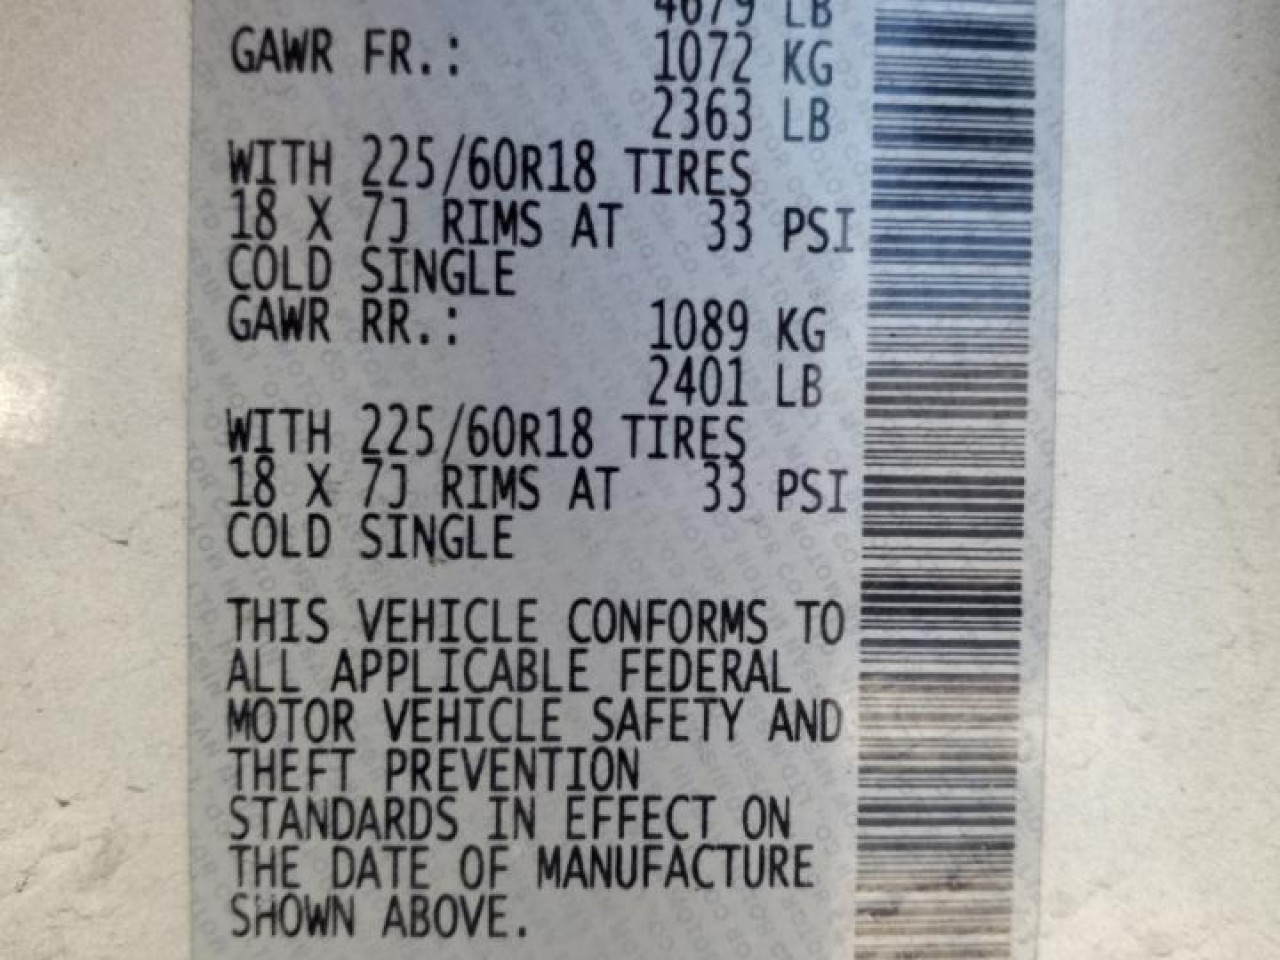 4679 LB
GAWR FR.: 1072 KG
2363 LB
WITH 225/60R18 TIRES
18 X 7J RIMS AT 33 PSI
COLD SINGLE
GAWR RR.: 1089 KG
2401 LB
WITH 225/60R18 TIRES
18 X 7J RIMS AT 33 PSI
COLD SINGLE
THIS VEHICLE CONFORMS TO
ALL APPLICABLE FEDERAL
MOTOR VEHICLE SAFETY AND
THEFT PREVENTION
STANDARDS IN EFFECT ON
THE DATE OF MANUFACTURE
SHOWN ABOVE.